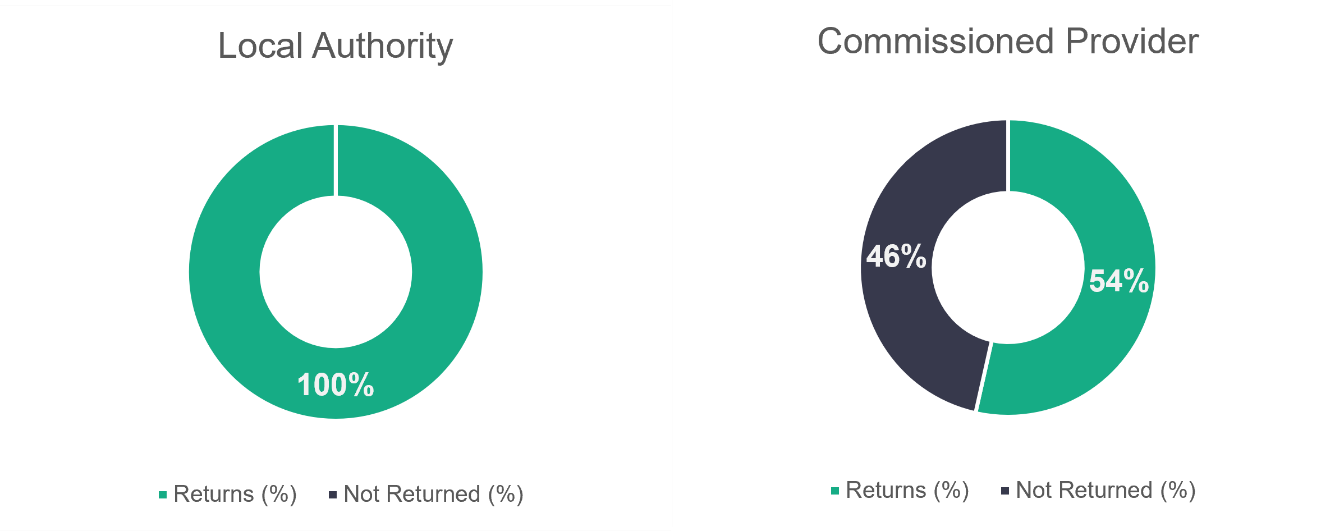 Local Authority
100%
Returns (%) Not Returned (%)
Commissioned Provider
46%
54%
Returns (%) Not Returned (%)